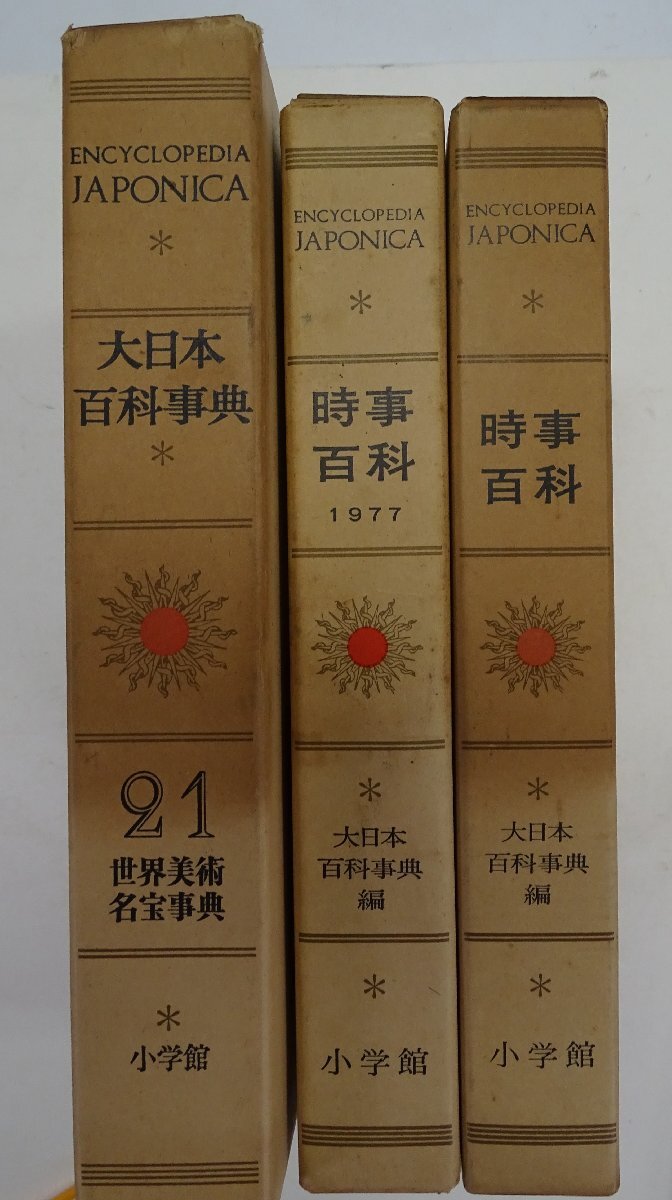 ENCYCLOPEDIA
JAPONICA
*
大日本
百科事典
*
21
世界美術
名宝事典
*
小学館
ENCYCLOPEDIA
JAPONICA
*
時事
百科
1977
*
大日本
百科事典
編
*
小学館
ENCYCLOPEDIA
JAPONICA
*
時事
百科
*
大日本
百科事典
編
*
小学館